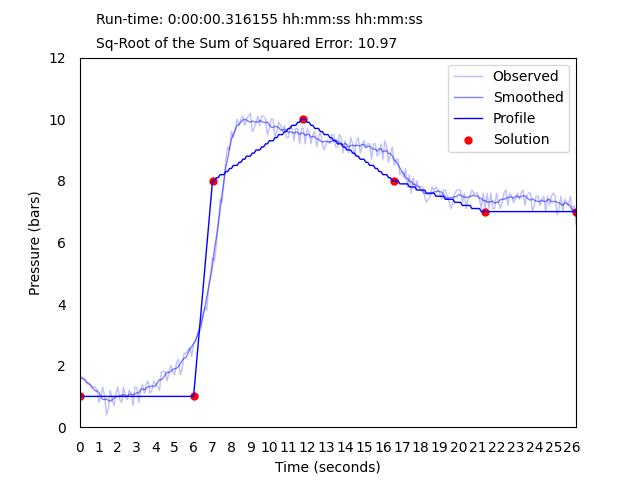 Run-time: 0:00:00.316155 hh:mm:ss hh:mm:ss
Sq-Root of the Sum of Squared Error: 10.97
12
10
8
6
4
2
0
Pressure (bars)
Observed
Smoothed
Profile
Solution
0 1 2 3 4 5 6 7 8 9 10 11 12 13 14 15 16 17 18 19 20 21 22 23 24 25 26
Time (seconds)